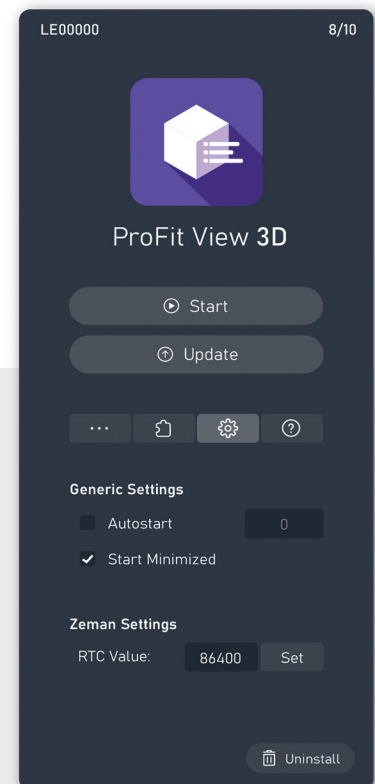 LE00000 8/10
ProFit View 3D
Start
Update
Generic Settings
Autostart 0
Start Minimized
Zeman Settings
RTC Value: 86400 Set
Uninstall